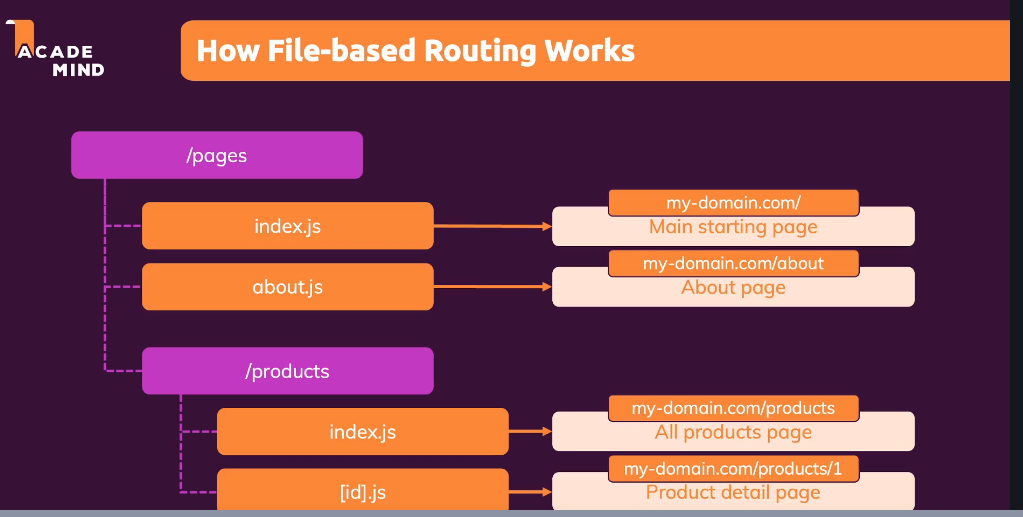 ACADE
MIND
How File-based Routing Works
/pages
index.js
my-domain.com/
Main starting page
about.js
my-domain.com/about
About page
/products
index.js
my-domain.com/products
All products page
[id].js
my-domain.com/products/1
Product detail page